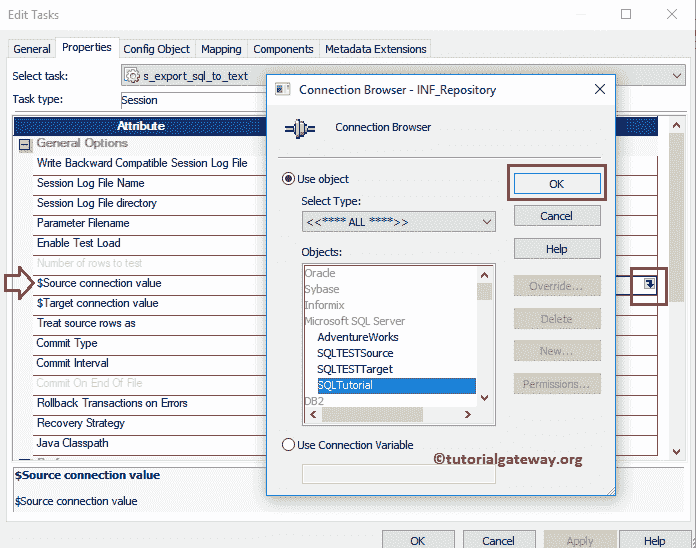 Edit Tasks
General Properties Config Object Mapping Components Metadata Extensions
Select task: s_export_sql_to_text
Task type: Session
Attribute
General Options
Write Backward Compatible Session Log File
Session Log File Name
Session Log File directory
Parameter Filename
Enable Test Load
Number of rows to test
$Source connection value
$Target connection value
Treat source rows as
Commit Type
Commit Interval
Commit On End Of File
Rollback Transactions on Errors
Recovery Strategy
Java Classpath
$Source connection value
$Source connection value
OK Cancel Apply Help
Connection Browser - INF_Repository
Connection Browser
Use object
Select Type:
<<**** ALL ****>>
Objects:
Oracle
Sybase
Informix
Microsoft SQL Server
AdventureWorks
SQLTESTSource
SQLTESTTarget
SQLTutorial
DB2
Use Connection Variable
OK
Cancel
Help
Override...
Delete
New...
Permissions...
©tutorialgateway.org